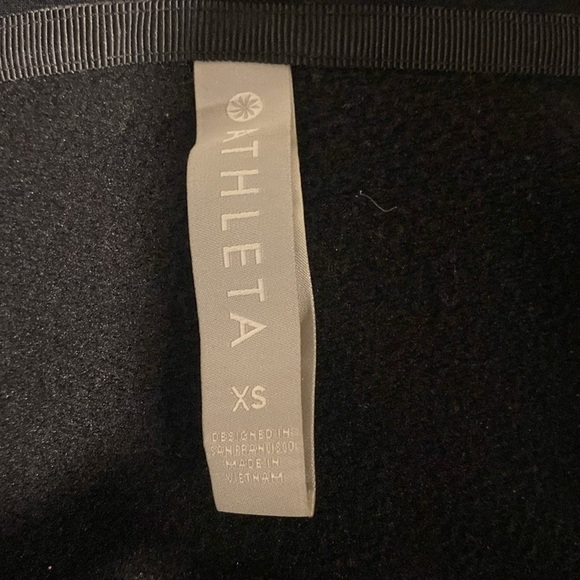 ATHLETA
XS
DESIGNED IN
SAN FRANCISCO
MADE IN
VIETNAM